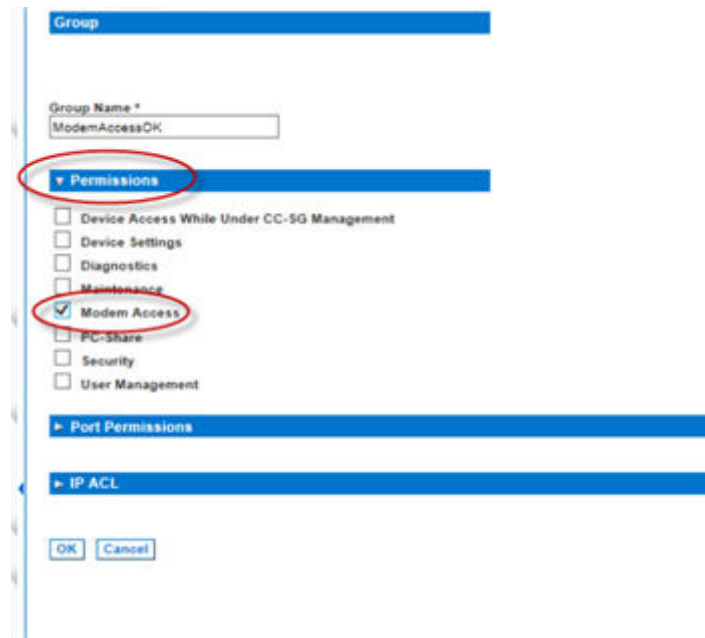 Group
Group Name *
ModemAccessOK
▼ Permissions
Device Access While Under CC-SG Management
Device Settings
Diagnostics
Maintenance
Modem Access
PC-Share
Security
User Management
► Port Permissions
► IP ACL
OK Cancel